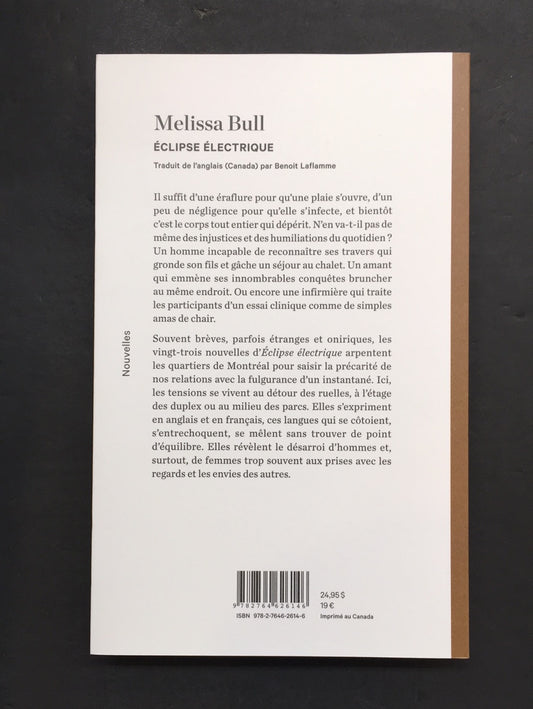 Melissa Bull
ÉCLIPSE ÉLECTRIQUE
Traduit de l'anglais (Canada) par Benoit Laflamme
Il suffit d'une éraflure pour qu'une plaie s'ouvre, d'un
peu de négligence pour qu'elle s'infecte, et bientôt
c'est le corps tout entier qui dépérit. N'en va-t-il pas de
même des injustices et des humiliations du quotidien ?
Un homme incapable de reconnaître ses travers qui
gronde son fils et gâche un séjour au chalet. Un amant
qui emmène ses innombrables conquêtes bruncher
au même endroit. Ou encore une infirmière qui traite
les participants d'un essai clinique comme de simples
amas de chair.
Souvent brèves, parfois étranges et oniriques, les
vingt-trois nouvelles d'Éclipse électrique arpentent
les quartiers de Montréal pour saisir la précarité de
nos relations avec la fulgurance d'un instantané. Ici,
les tensions se vivent au détour des ruelles, à l'étage
des duplex ou au milieu des parcs. Elles s'expriment
en anglais et en français, ces langues qui se côtoient,
s'entrechoquent, se mêlent sans trouver de point
d'équilibre. Elles révèlent le désarroi d'hommes et,
surtout, de femmes trop souvent aux prises avec les
regards et les envies des autres.
Nouvelles
9 782764 626146
ISBN 978-2-7646-2614-6
24,95 $
19 €
Imprimé au Canada